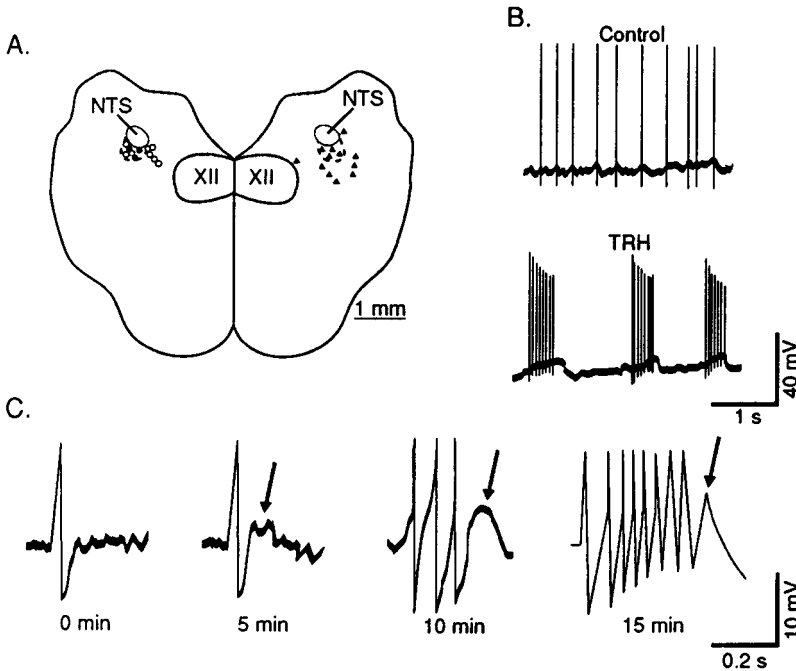 A.
NTS
NTS
XII
XII
1 mm
B.
Control
TRH
40 mV
1 s
C.
0 min
5 min
10 min
15 min
10 mV
0.2 s